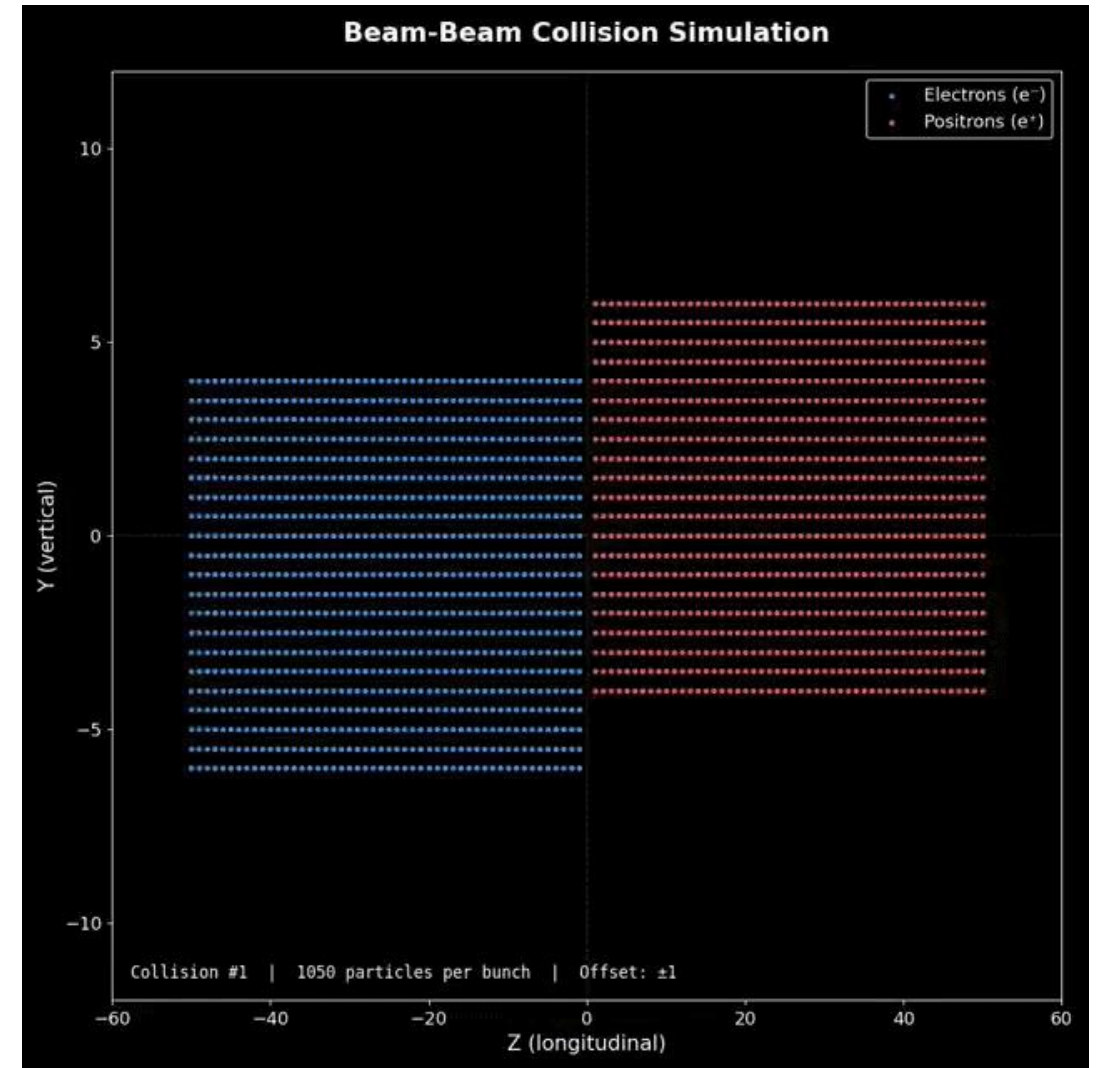 Beam-Beam Collision Simulation
Electrons (e⁻)
Positrons (e⁺)
10
5
0
−5
−10
Y (vertical)
Collision #1 | 1050 particles per bunch | Offset: ±1
−60 −40 −20 0 20 40 60
Z (longitudinal)